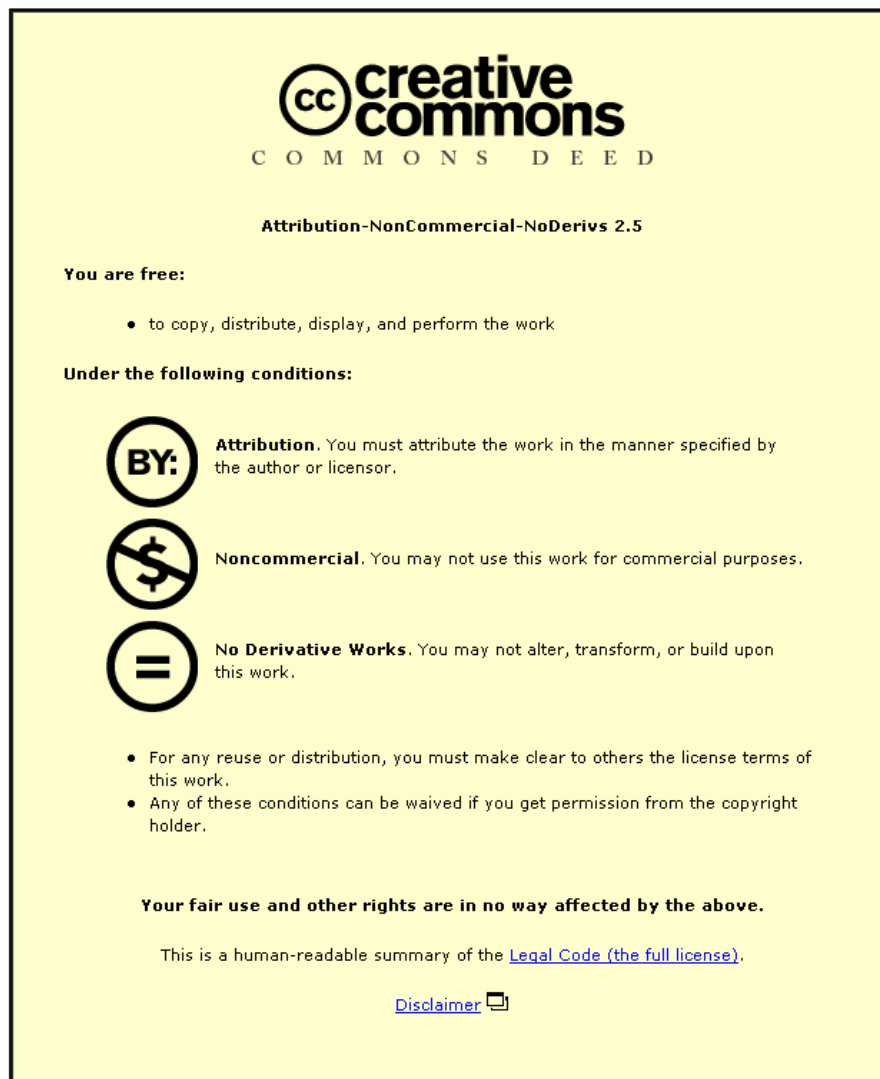 cc creative
commons
COMMONS DEED
Attribution-NonCommercial-NoDerivs 2.5
You are free:
• to copy, distribute, display, and perform the work
Under the following conditions:
BY:
Attribution. You must attribute the work in the manner specified by
the author or licensor.
$
Noncommercial. You may not use this work for commercial purposes.
=
No Derivative Works. You may not alter, transform, or build upon
this work.
• For any reuse or distribution, you must make clear to others the license terms of
this work.
• Any of these conditions can be waived if you get permission from the copyright
holder.
Your fair use and other rights are in no way affected by the above.
This is a human-readable summary of the Legal Code (the full license).
Disclaimer